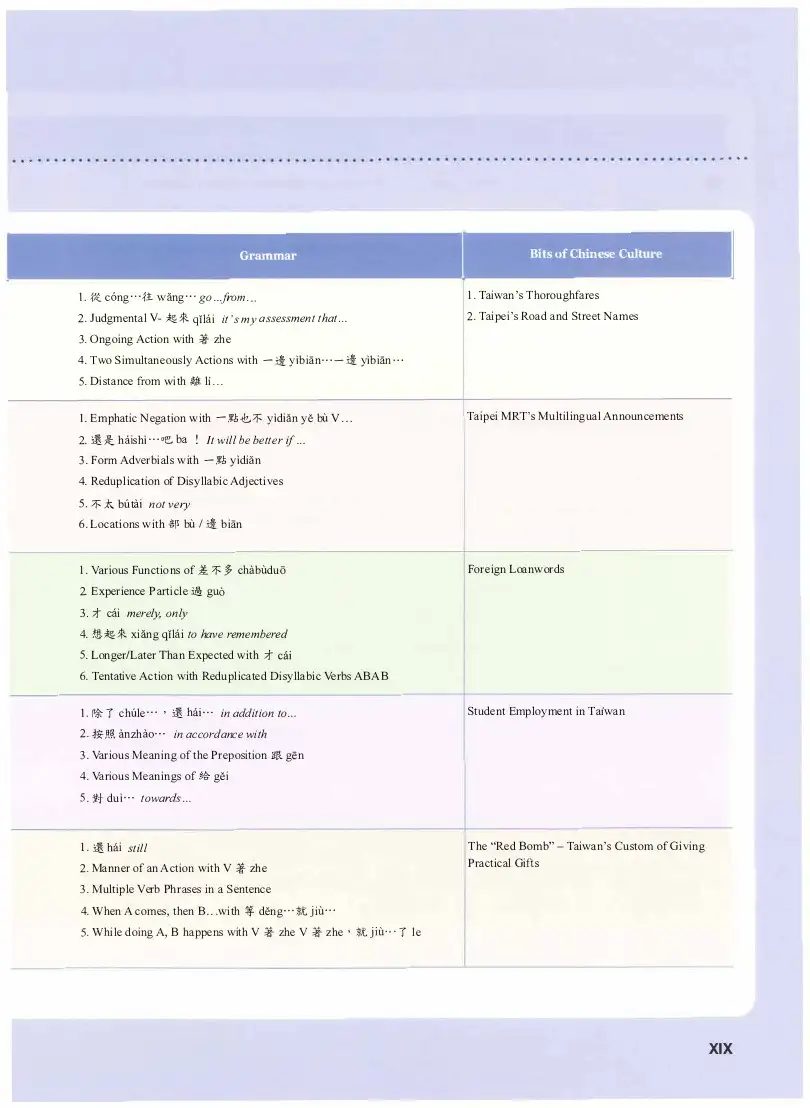 Grammar
Bits of Chinese Culture
1. 從 cóng⋯往 wǎng⋯ go...from...
2. Judgmental V- 起來 qǐlái it's my assessment that...
3. Ongoing Action with 著 zhe
4. Two Simultaneously Actions with 一邊 yìbiān⋯一邊 yìbiān⋯
5. Distance from with 離 lí...
1. Taiwan's Thoroughfares
2. Taipei's Road and Street Names
1. Emphatic Negation with 一點也不 yìdiǎn yě bù V...
2. 還是 háishì⋯吧 ba ！ It will be better if ...
3. Form Adverbials with 一點 yìdiǎn
4. Reduplication of Disyllabic Adjectives
5. 不太 bútài not very
6. Locations with 部 bù / 邊 biān
Taipei MRT's Multilingual Announcements
1. Various Functions of 差不多 chàbùduō
2. Experience Particle 過 guò
3. 才 cái merely, only
4. 想起來 xiǎng qǐlái to have remembered
5. Longer/Later Than Expected with 才 cái
6. Tentative Action with Reduplicated Disyllabic Verbs ABAB
Foreign Loanwords
1. 除了 chúle⋯，還 hái⋯ in addition to...
2. 按照 ànzhào⋯ in accordance with
3. Various Meaning of the Preposition 跟 gēn
4. Various Meanings of 給 gěi
5. 對 duì⋯ towards...
Student Employment in Taiwan
1. 還 hái still
2. Manner of an Action with V 著 zhe
3. Multiple Verb Phrases in a Sentence
4. When A comes, then B...with 等 děng⋯就 jiù⋯
5. While doing A, B happens with V 著 zhe V 著 zhe，就 jiù⋯了 le
The “Red Bomb” – Taiwan's Custom of Giving
Practical Gifts
XIX